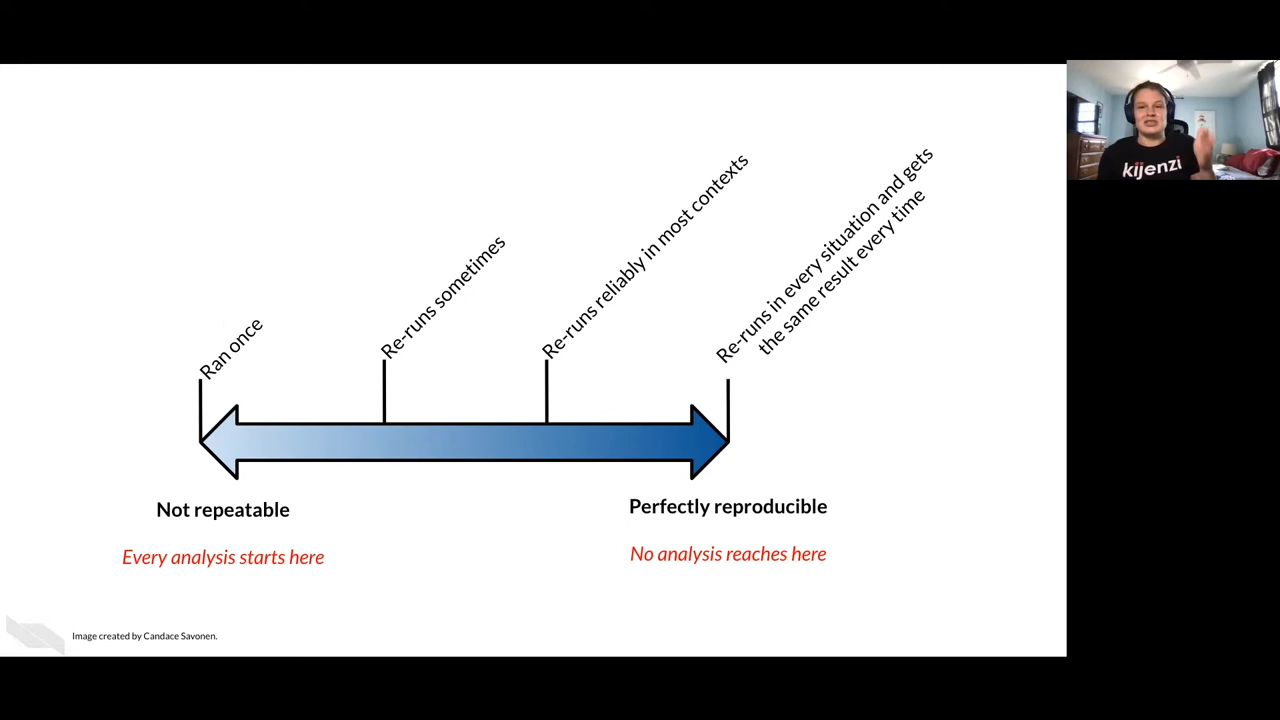 kijenzi
Ran once
Re-runs sometimes
Re-runs reliably in most contexts
Re-runs in every situation and gets
the same result every time
Not repeatable
Perfectly reproducible
Every analysis starts here
No analysis reaches here
Image created by Candace Savonen.